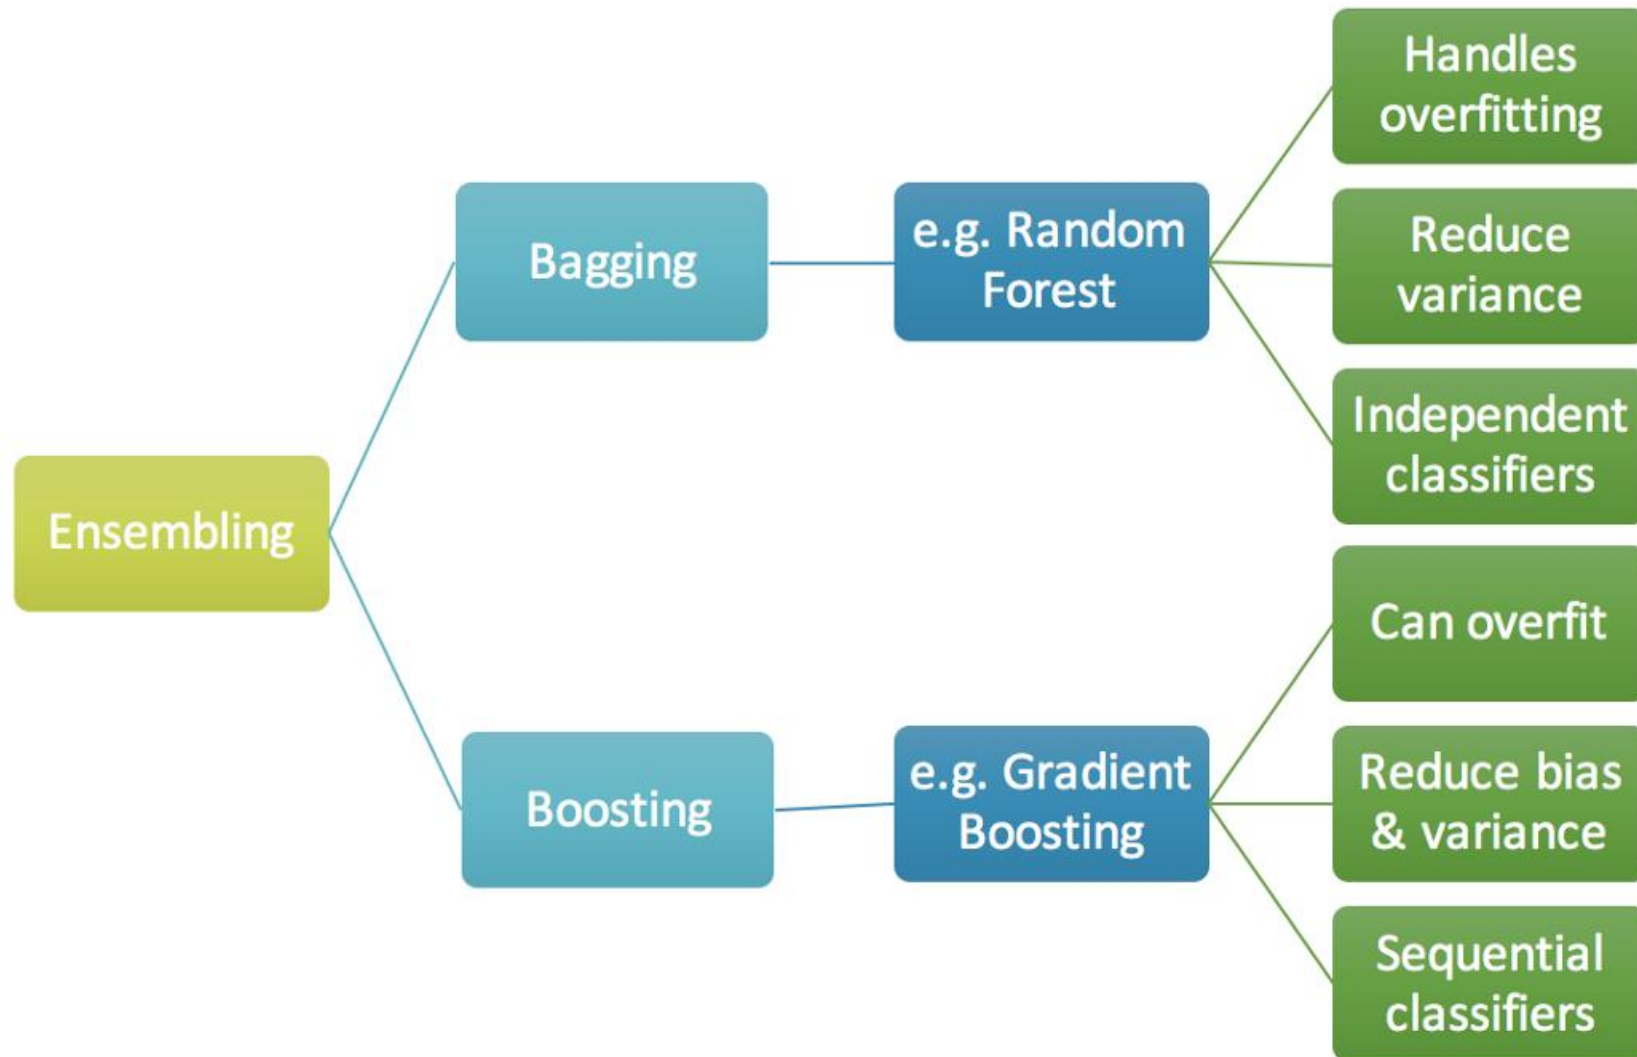 Ensembling
Bagging
e.g. Random
Forest
Handles
overfitting
Reduce
variance
Independent
classifiers
Boosting
e.g. Gradient
Boosting
Can overfit
Reduce bias
& variance
Sequential
classifiers